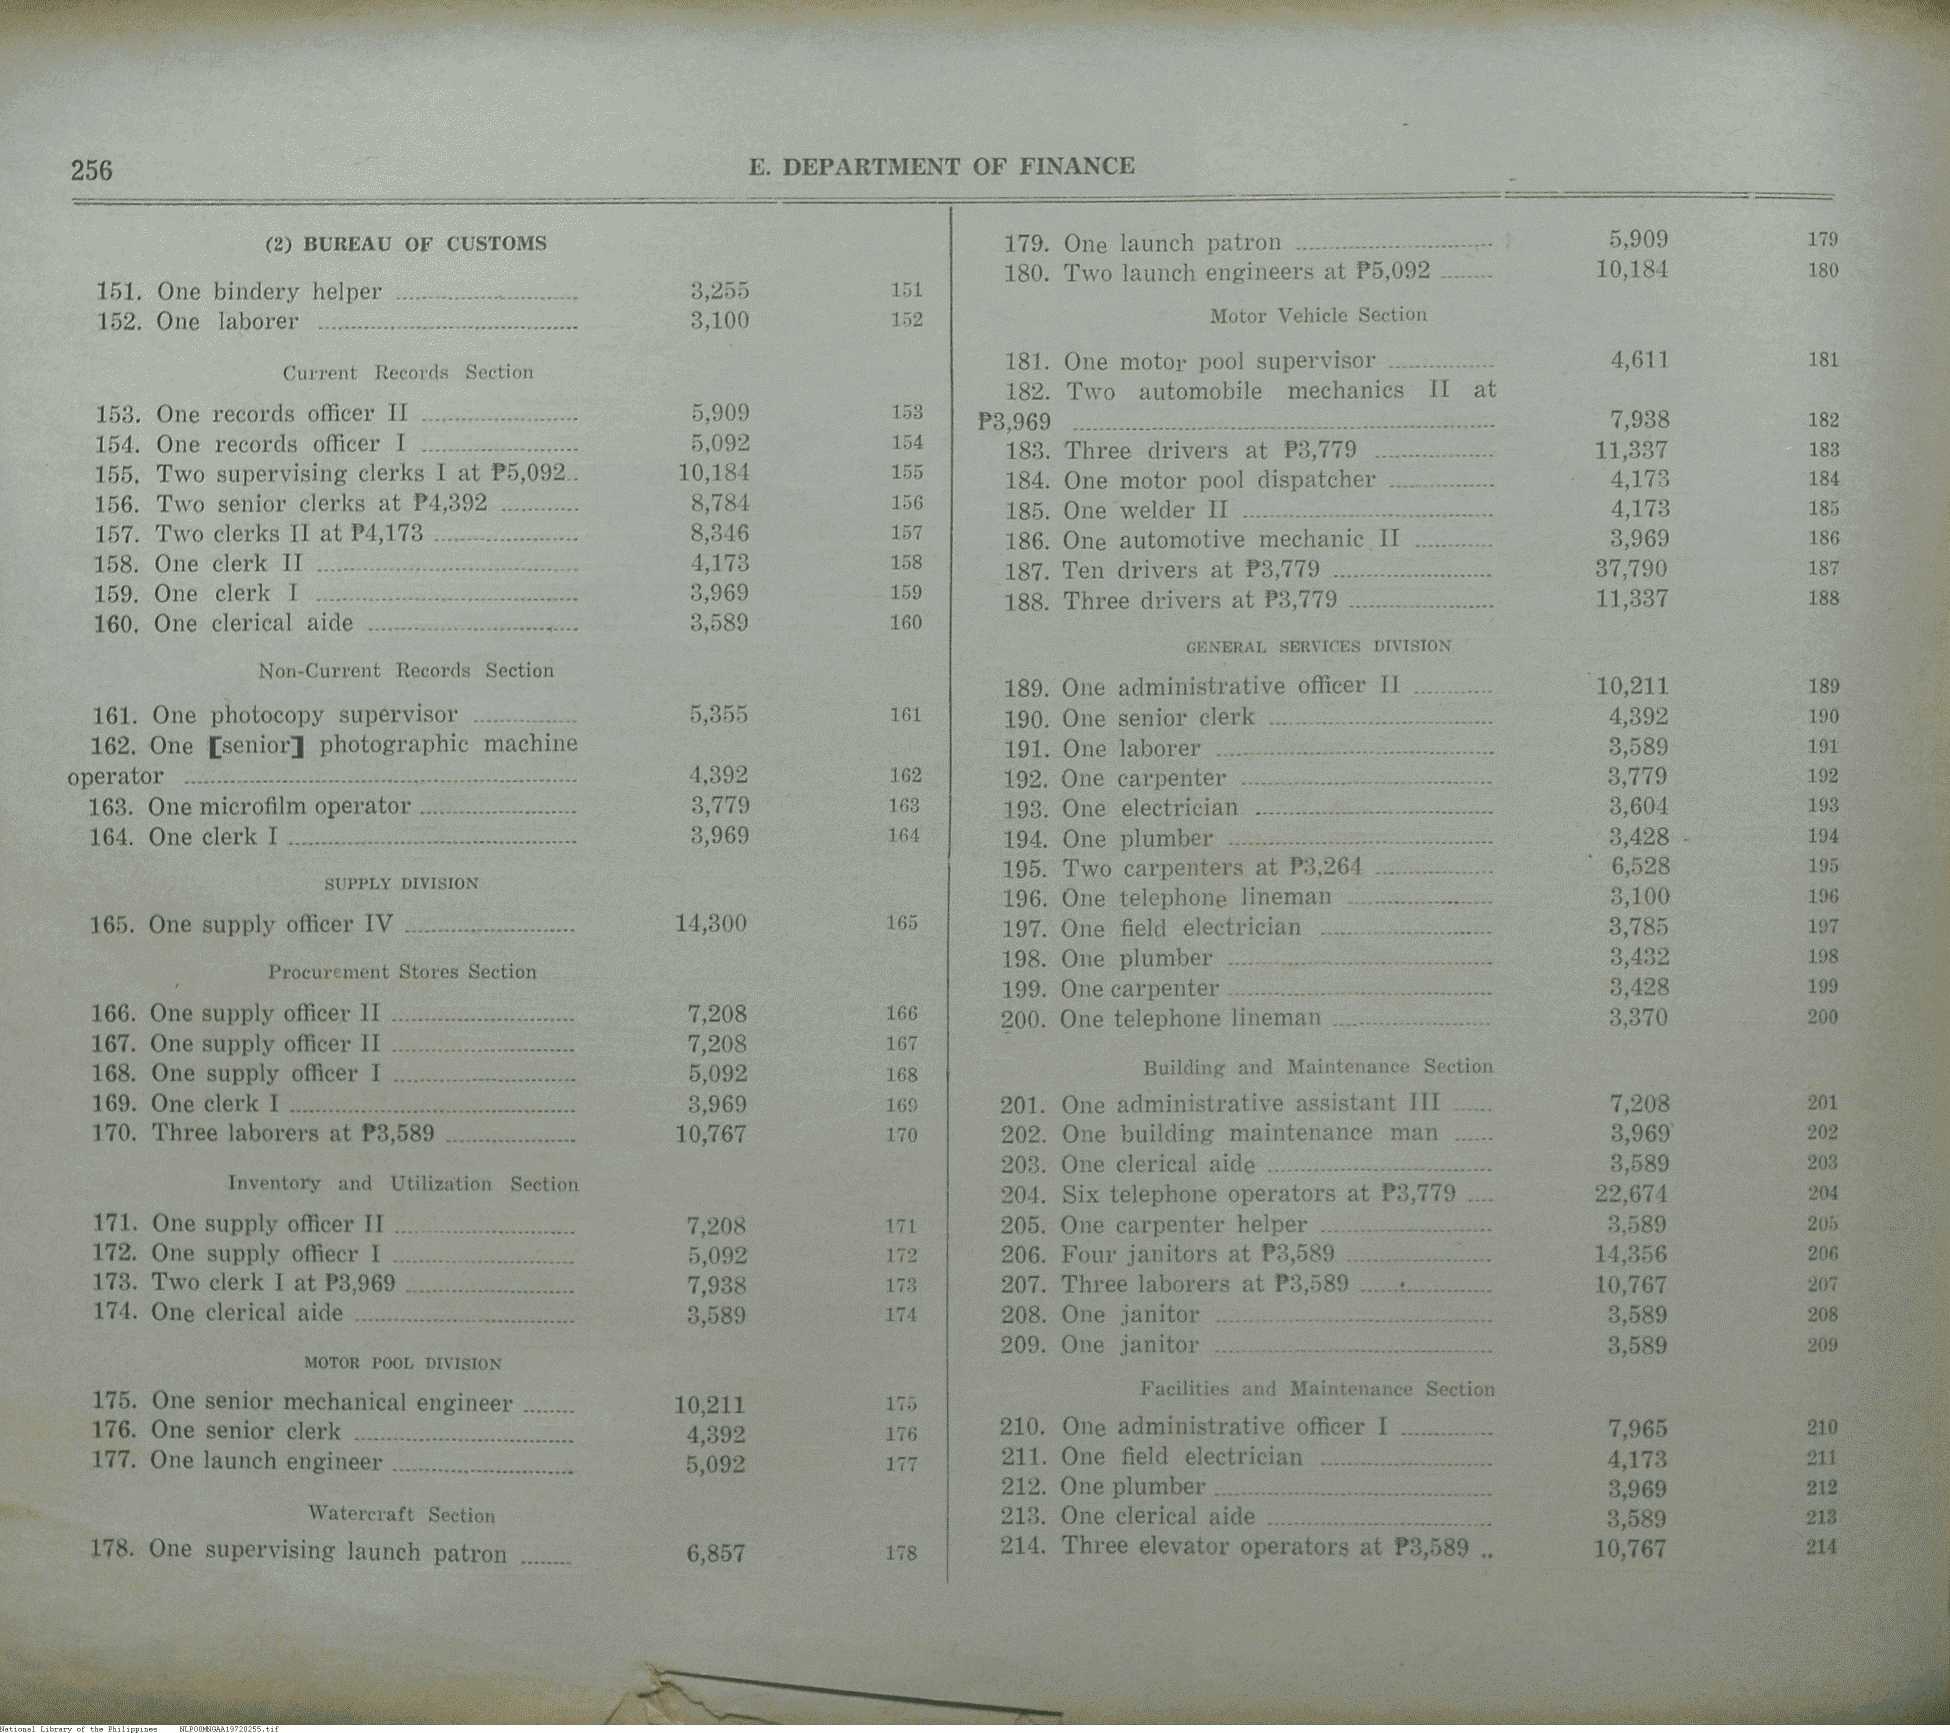 256
E. DEPARTMENT OF FINANCE
(2) BUREAU OF CUSTOMS
151. One bindery helper 3,255 151
152. One laborer 3,100 152
Current Records Section
153. One records officer II 5,909 153
154. One records officer I 5,092 154
155. Two supervising clerks I at ₱5,092 10,184 155
156. Two senior clerks at ₱4,392 8,784 156
157. Two clerks II at ₱4,173 8,346 157
158. One clerk II 4,173 158
159. One clerk I 3,969 159
160. One clerical aide 3,589 160
Non-Current Records Section
161. One photocopy supervisor 5,355 161
162. One [senior] photographic machine
operator 4,392 162
163. One microfilm operator 3,779 163
164. One clerk I 3,969 164
SUPPLY DIVISION
165. One supply officer IV 14,300 165
Procurement Stores Section
166. One supply officer II 7,208 166
167. One supply officer II 7,208 167
168. One supply officer I 5,092 168
169. One clerk I 3,969 169
170. Three laborers at ₱3,589 10,767 170
Inventory and Utilization Section
171. One supply officer II 7,208 171
172. One supply offiecr I 5,092 172
173. Two clerk I at ₱3,969 7,938 173
174. One clerical aide 3,589 174
MOTOR POOL DIVISION
175. One senior mechanical engineer 10,211 175
176. One senior clerk 4,392 176
177. One launch engineer 5,092 177
Watercraft Section
178. One supervising launch patron 6,857 178
179. One launch patron 5,909 179
180. Two launch engineers at ₱5,092 10,184 180
Motor Vehicle Section
181. One motor pool supervisor 4,611 181
182. Two automobile mechanics II at
₱3,969 7,938 182
183. Three drivers at ₱3,779 11,337 183
184. One motor pool dispatcher 4,173 184
185. One welder II 4,173 185
186. One automotive mechanic II 3,969 186
187. Ten drivers at ₱3,779 37,790 187
188. Three drivers at ₱3,779 11,337 188
GENERAL SERVICES DIVISION
189. One administrative officer II 10,211 189
190. One senior clerk 4,392 190
191. One laborer 3,589 191
192. One carpenter 3,779 192
193. One electrician 3,604 193
194. One plumber 3,428 194
195. Two carpenters at ₱3,264 6,528 195
196. One telephone lineman 3,100 196
197. One field electrician 3,785 197
198. One plumber 3,432 198
199. One carpenter 3,428 199
200. One telephone lineman 3,370 200
Building and Maintenance Section
201. One administrative assistant III 7,208 201
202. One building maintenance man 3,969 202
203. One clerical aide 3,589 203
204. Six telephone operators at ₱3,779 22,674 204
205. One carpenter helper 3,589 205
206. Four janitors at ₱3,589 14,356 206
207. Three laborers at ₱3,589 10,767 207
208. One janitor 3,589 208
209. One janitor 3,589 209
Facilities and Maintenance Section
210. One administrative officer I 7,965 210
211. One field electrician 4,173 211
212. One plumber 3,969 212
213. One clerical aide 3,589 213
214. Three elevator operators at ₱3,589 10,767 214
National Library of the Philippines NLPOOMNGAA19720255.tif